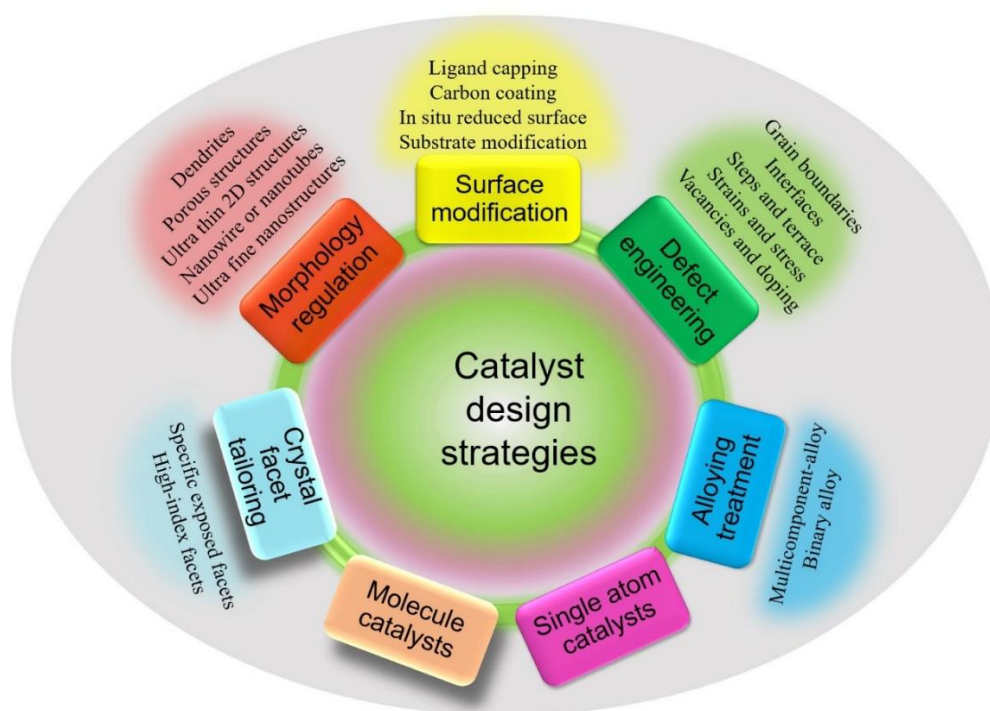 Ligand capping
Carbon coating
In situ reduced surface
Substrate modification
Surface
modification
Grain boundaries
Interfaces
Steps and terrace
Strains and stress
Vacancies and doping
Defect
engineering
Multicomponent-alloy
Binary alloy
Alloying
treatment
Single atom
catalysts
Molecule
catalysts
Crystal
facet
tailoring
Specific exposed facets
High-index facets
Morphology
regulation
Dendrites
Porous structures
Ultra thin 2D structures
Nanowire or nanotubes
Ultra fine nanostructures
Catalyst
design
strategies